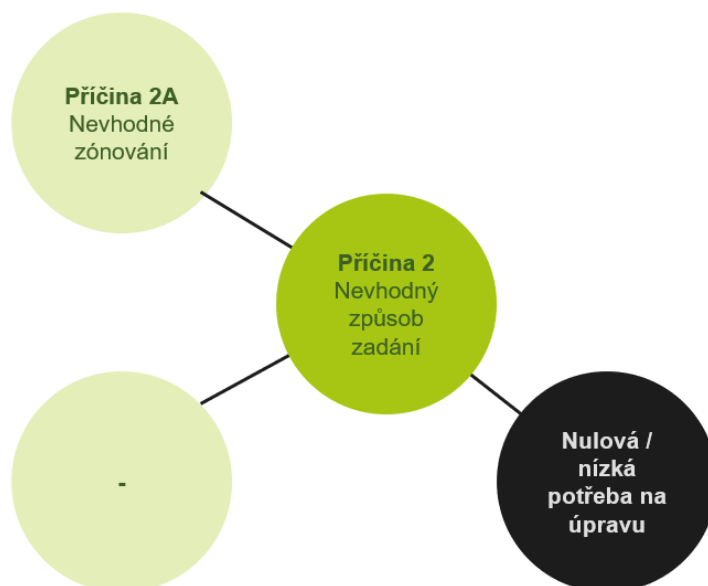 Příčina 2A
Nevhodné
zónování
Příčina 2
Nevhodný
způsob
zadání
-
Nulová /
nízká
potřeba na
úpravu